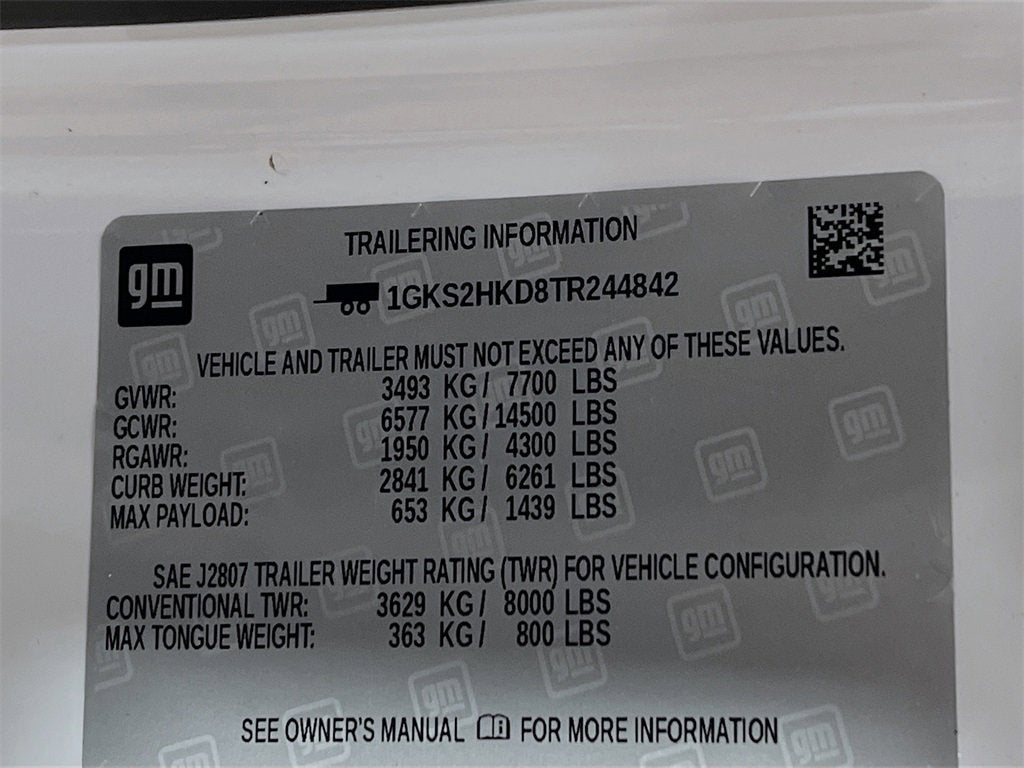 gm
TRAILERING INFORMATION
1GKS2HKD8TR244842
VEHICLE AND TRAILER MUST NOT EXCEED ANY OF THESE VALUES.
GVWR: 3493 KG / 7700 LBS
GCWR: 6577 KG / 14500 LBS
RGAWR: 1950 KG / 4300 LBS
CURB WEIGHT: 2841 KG / 6261 LBS
MAX PAYLOAD: 653 KG / 1439 LBS
SAE J2807 TRAILER WEIGHT RATING (TWR) FOR VEHICLE CONFIGURATION.
CONVENTIONAL TWR: 3629 KG / 8000 LBS
MAX TONGUE WEIGHT: 363 KG / 800 LBS
SEE OWNER'S MANUAL FOR MORE INFORMATION